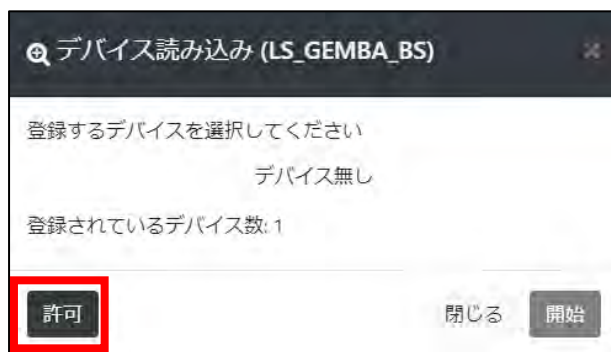 デバイス読み込み (LS_GEMBA_BS)
登録するデバイスを選択してください
デバイス無し
登録されているデバイス数: 1
許可 閉じる 開始